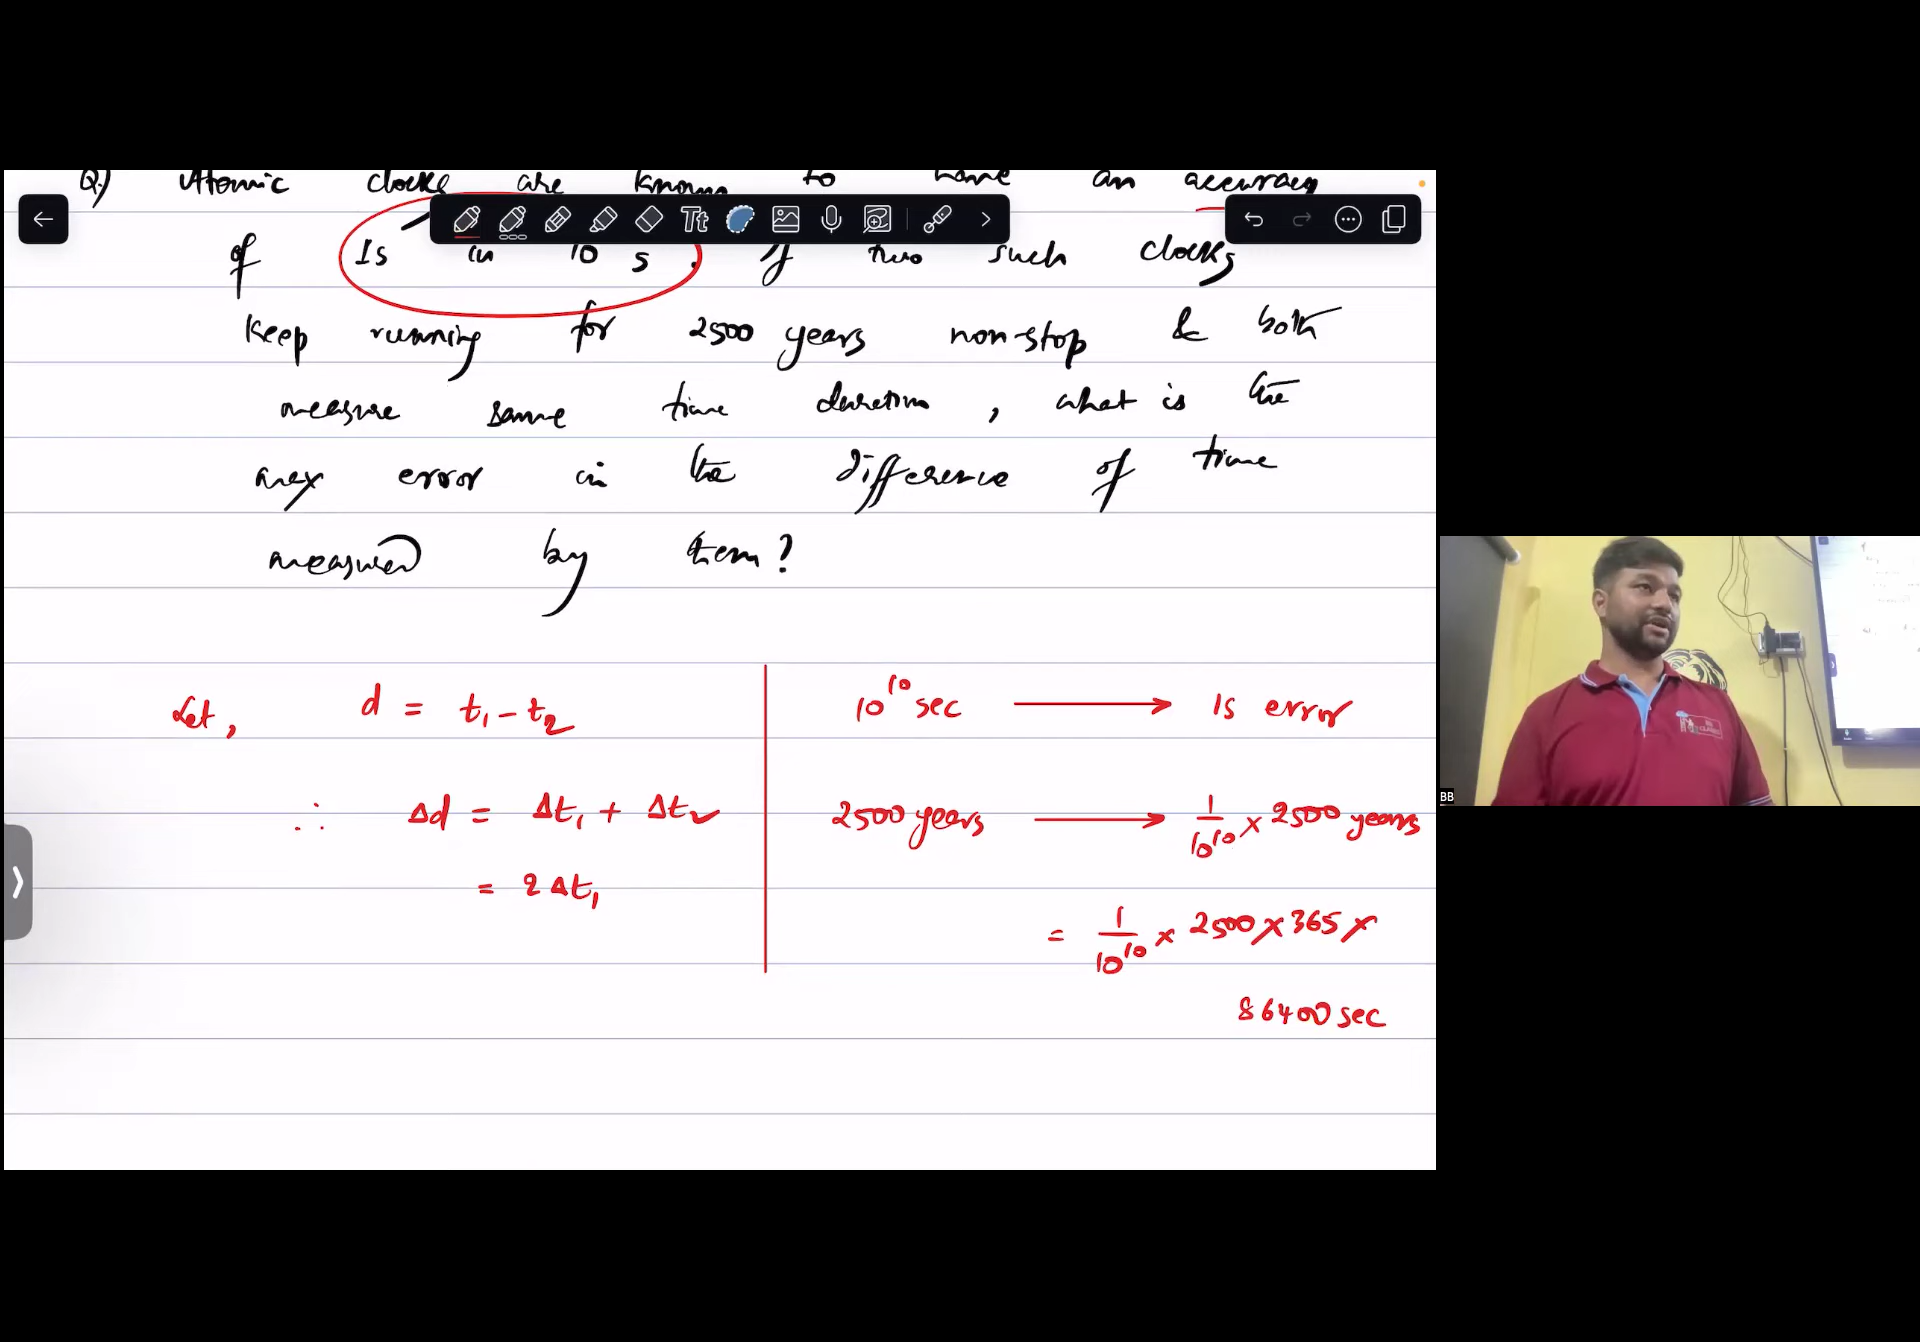 Q) Atomic clocks are known to have an accuracy
of 1s in 10 s. If two such clocks
keep running for 2500 years non-stop & both
measure same time duration, what is the
max error in the difference of time
measured by them?
Let, d = t₁ - t₂
∴ Δd = Δt₁ + Δt₂
= 2Δt₁
10¹⁰ sec → 1s error
2500 years → 1/10¹⁰ × 2500 years
= 1/10¹⁰ × 2500 × 365 ×
86400 sec
Tt
BB